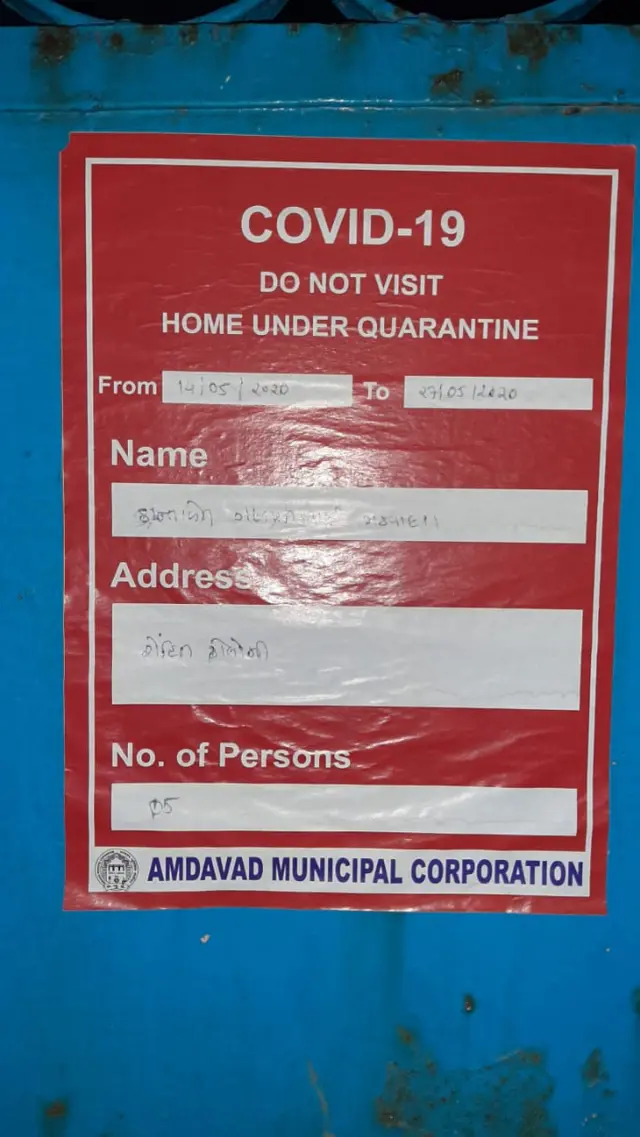 COVID-19
DO NOT VISIT
HOME UNDER QUARANTINE
From 14/05/2020 To 27/05/2020
Name
Address
No. of Persons
05
AMDAVAD MUNICIPAL CORPORATION